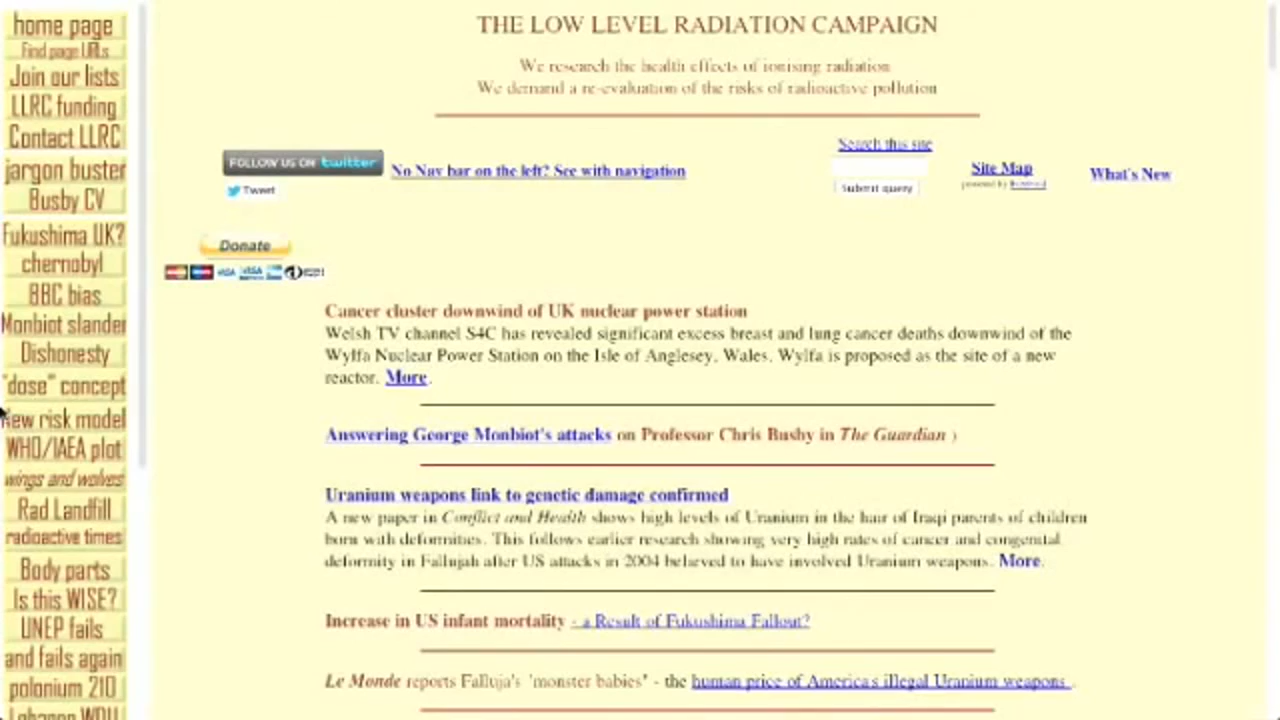 home page
Find page URLs
Join our lists
LLRC funding
Contact LLRC
jargon buster
Busby CV
Fukushima UK?
chernobyl
BBC bias
Monbiot slander
Dishonesty
"dose" concept
New risk model
WHO/IAEA plot
wings and wolves
Rad Landfill
radioactive times
Body parts
Is this WISE?
UNEP fails
and fails again
polonium 210
Lebanon WDU
THE LOW LEVEL RADIATION CAMPAIGN
We research the health effects of ionising radiation
We demand a re-evaluation of the risks of radioactive pollution
FOLLOW US ON twitter
Tweet
No Nav bar on the left? See with navigation
Search this site
Submit query
Site Map
powered by
What's New
Donate
VISA VISA
Cancer cluster downwind of UK nuclear power station
Welsh TV channel S4C has revealed significant excess breast and lung cancer deaths downwind of the
Wylfa Nuclear Power Station on the Isle of Anglesey, Wales. Wylfa is proposed as the site of a new
reactor. More.
Answering George Monbiot's attacks on Professor Chris Busby in The Guardian )
Uranium weapons link to genetic damage confirmed
A new paper in Conflict and Health shows high levels of Uranium in the hair of Iraqi parents of children
born with deformities. This follows earlier research showing very high rates of cancer and congenital
deformity in Fallujah after US attacks in 2004 believed to have involved Uranium weapons. More.
Increase in US infant mortality - a Result of Fukushima Fallout?
Le Monde reports Falluja's 'monster babies' - the human price of America's illegal Uranium weapons .